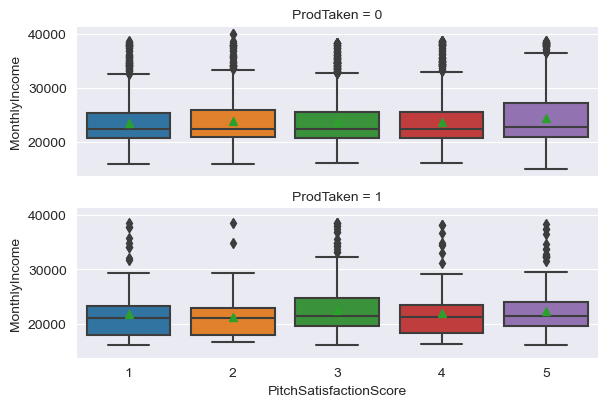 ProdTaken = 0
40000
30000
20000
MonthlyIncome
ProdTaken = 1
40000
30000
20000
MonthlyIncome
1 2 3 4 5
PitchSatisfactionScore